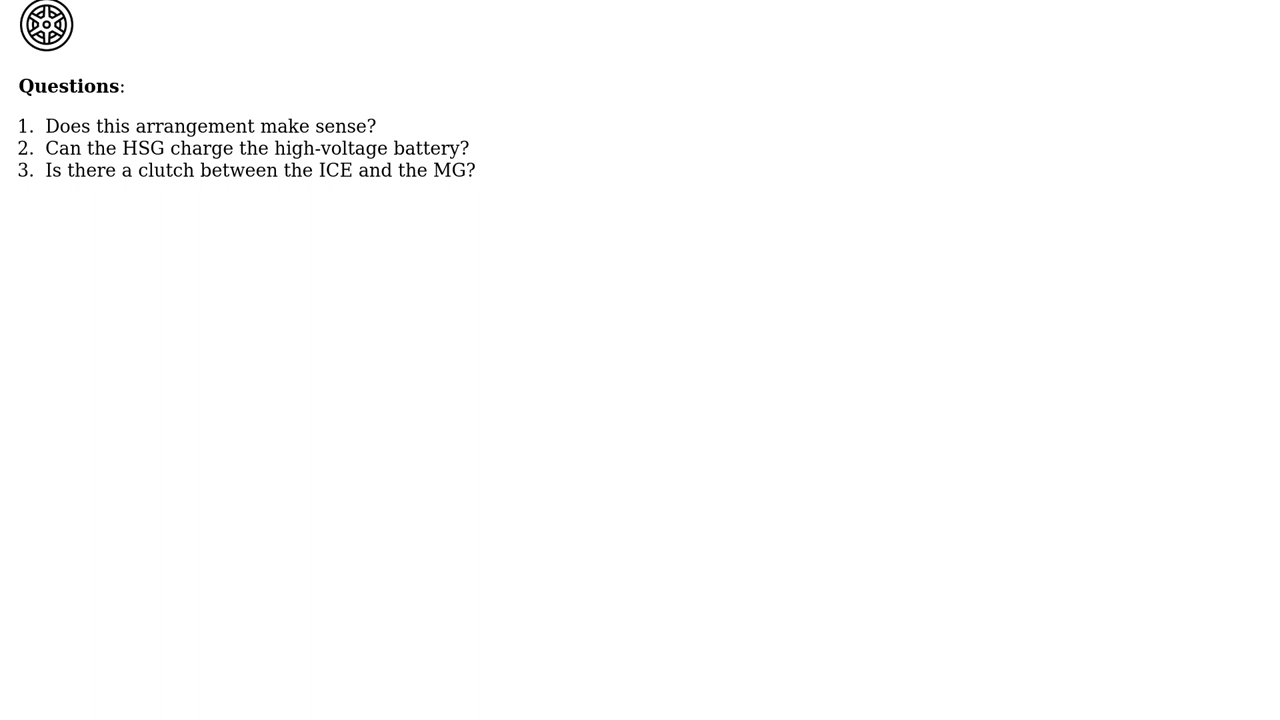 Questions:
1. Does this arrangement make sense?
2. Can the HSG charge the high-voltage battery?
3. Is there a clutch between the ICE and the MG?